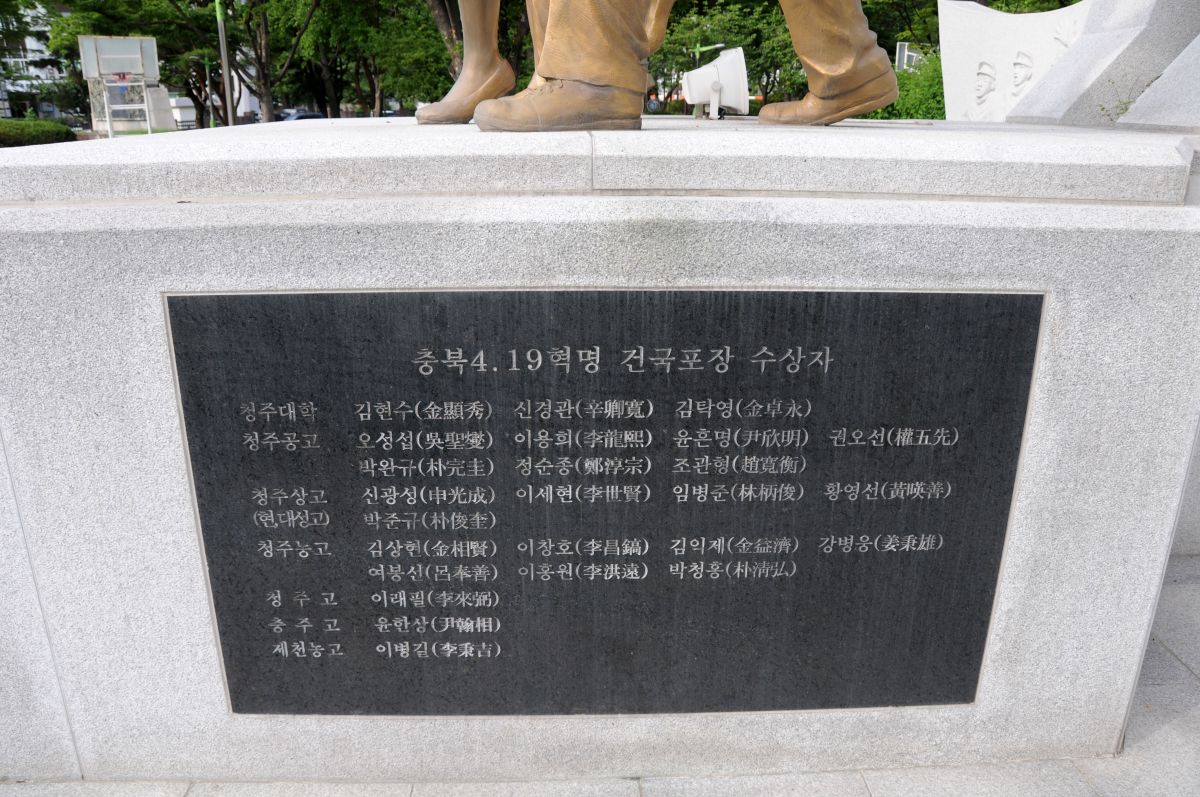 충북4.19혁명 건국포장 수상자
청주대학 김현수(金顯秀) 신경관(辛卿寬) 김탁영(金卓永)
청주공고 오성섭(吳聖燮) 이용희(李龍熙) 윤흔명(尹欣明) 권오선(權五先)
박완규(朴完圭) 정순종(鄭淳宗) 조관형(趙寬衡)
청주상고 신광성(申光成) 이세현(李世賢) 임병준(林柄俊) 황영선(黃暎善)
(현,대성고) 박준규(朴俊奎)
청주농고 김상현(金相賢) 이창호(李昌鎬) 김익제(金益濟) 강병웅(姜秉雄)
여봉신(呂奉善) 이홍원(李洪遠) 박청홍(朴淸弘)
청주고 이래필(李來弼)
충주고 윤한상(尹翰相)
제천농고 이병길(李秉吉)